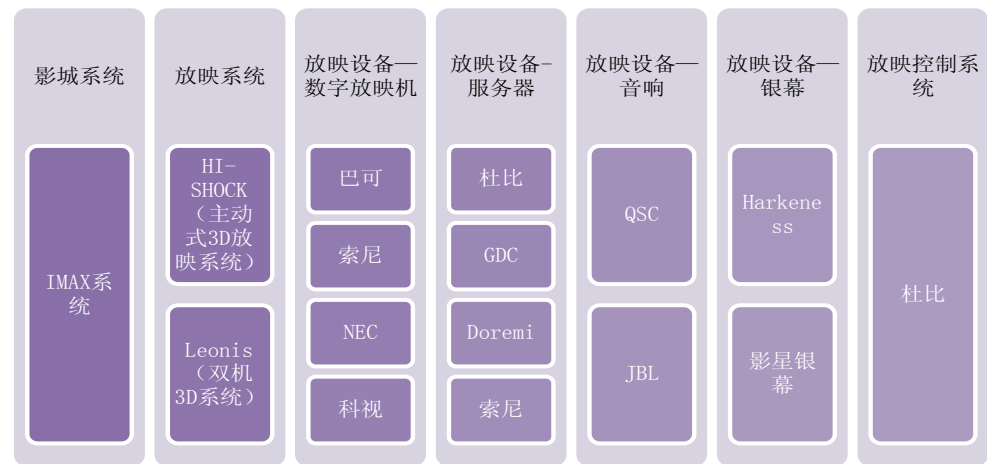 影城系统
IMAX系
统
放映系统
HI-
SHOCK
（主动
式3D放
映系统）
Leonis
（双机
3D系统）
放映设备—
数字放映机
巴可
索尼
NEC
科视
放映设备-
服务器
杜比
GDC
Doremi
索尼
放映设备—
音响
QSC
JBL
放映设备—
银幕
Harkene
ss
影星银
幕
放映控制系
统
杜比